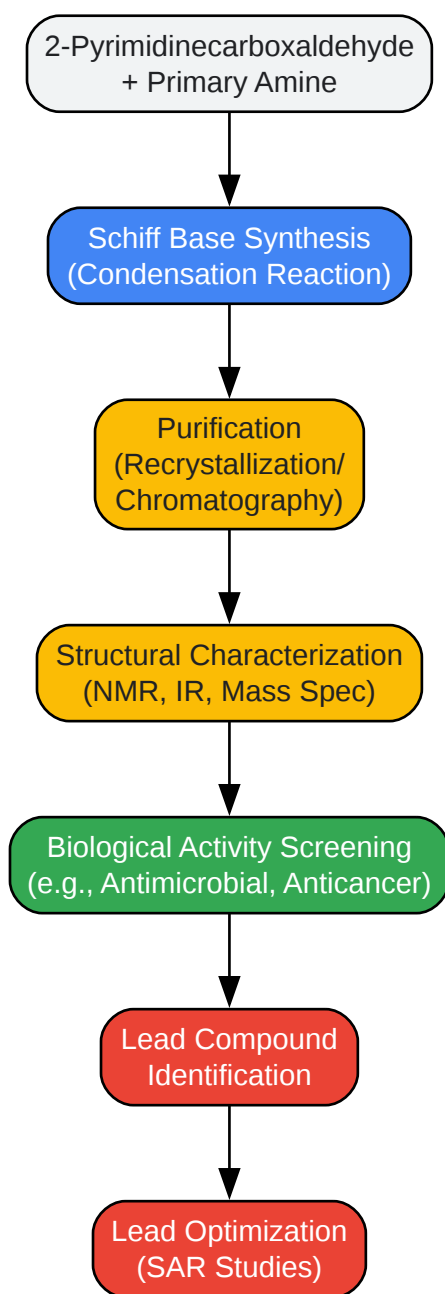 2-Pyrimidinecarboxaldehyde
+ Primary Amine
Schiff Base Synthesis
(Condensation Reaction)
Purification
(Recrystallization/
Chromatography)
Structural Characterization
(NMR, IR, Mass Spec)
Biological Activity Screening
(e.g., Antimicrobial, Anticancer)
Lead Compound
Identification
Lead Optimization
(SAR Studies)